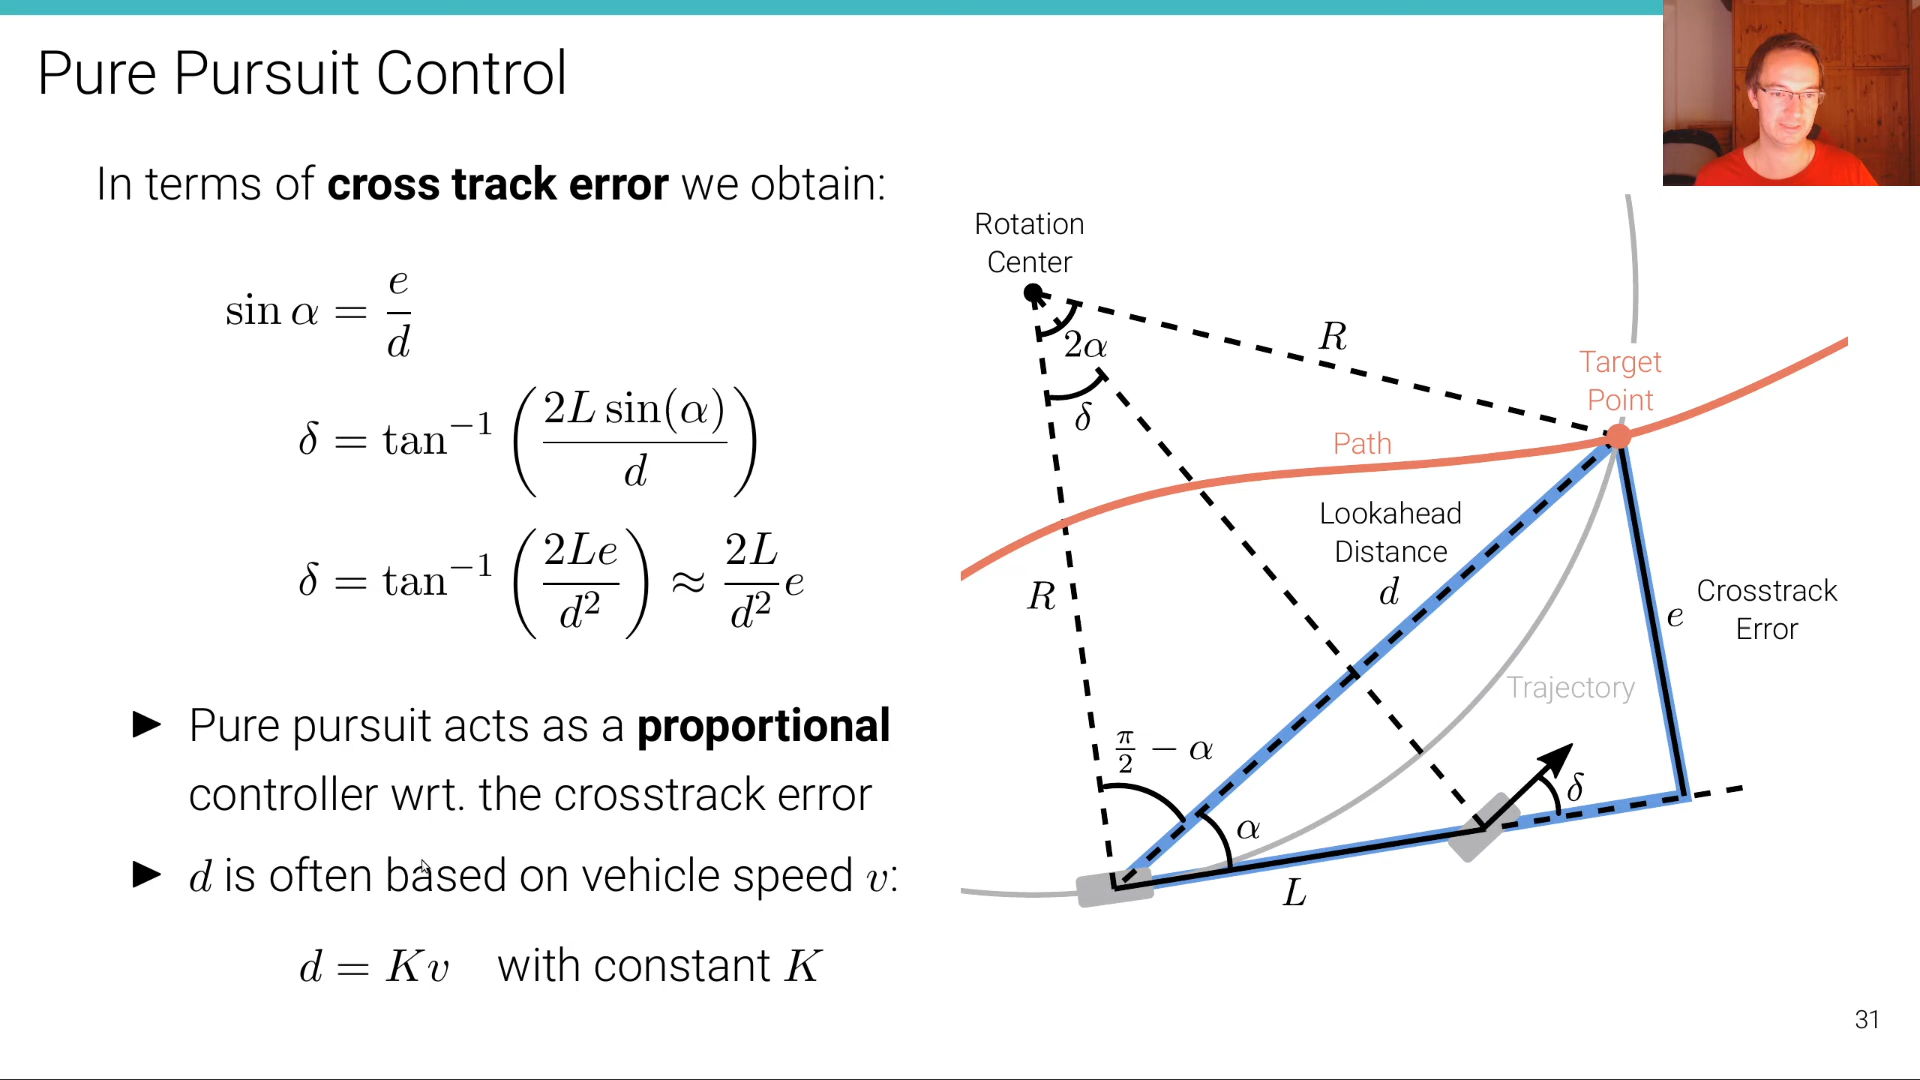 Pure Pursuit Control
In terms of cross track error we obtain:
sin α = e/d
δ = tan⁻¹ (2L sin(α)/d)
δ = tan⁻¹ (2Le/d²) ≈ 2L/d² e
▶ Pure pursuit acts as a proportional
controller wrt. the crosstrack error
▶ d is often based on vehicle speed v:
d = Kv with constant K
Rotation
Center
2α
δ
R
Target
Point
Path
Lookahead
Distance
d
R
Crosstrack
Error
e
Trajectory
π/2 − α
α
δ
L
31